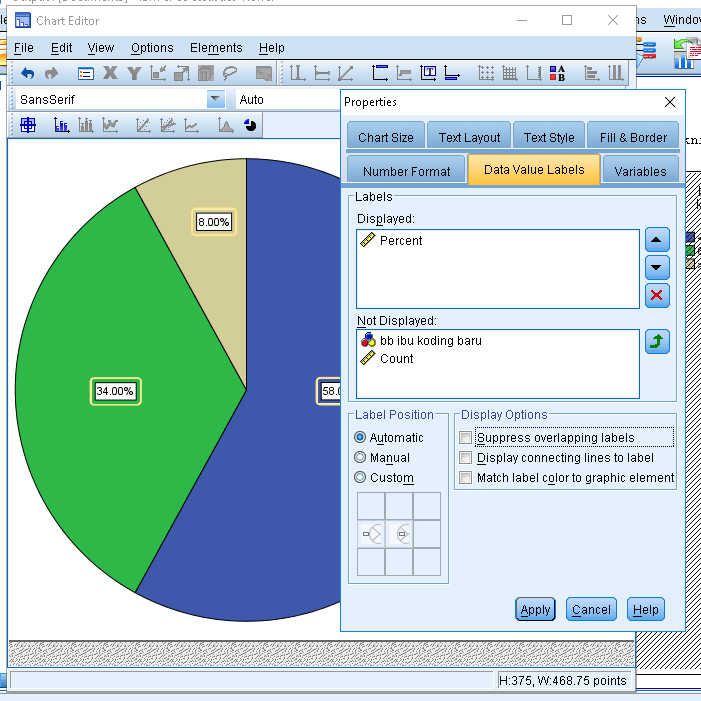 Chart Editor
File Edit View Options Elements Help
Window
SansSerif
Auto
Properties
Chart Size
Text Layout
Text Style
Fill & Border
Number Format
Data Value Labels
Variables
Labels
Displayed:
Percent
Not Displayed:
bb ibu koding baru
Count
Label Position
Automatic
Manual
Custom
Display Options
Suppress overlapping labels
Display connecting lines to label
Match label color to graphic element
Apply
Cancel
Help
8.00%
34.00%
58.0
H:375, W:468.75 points